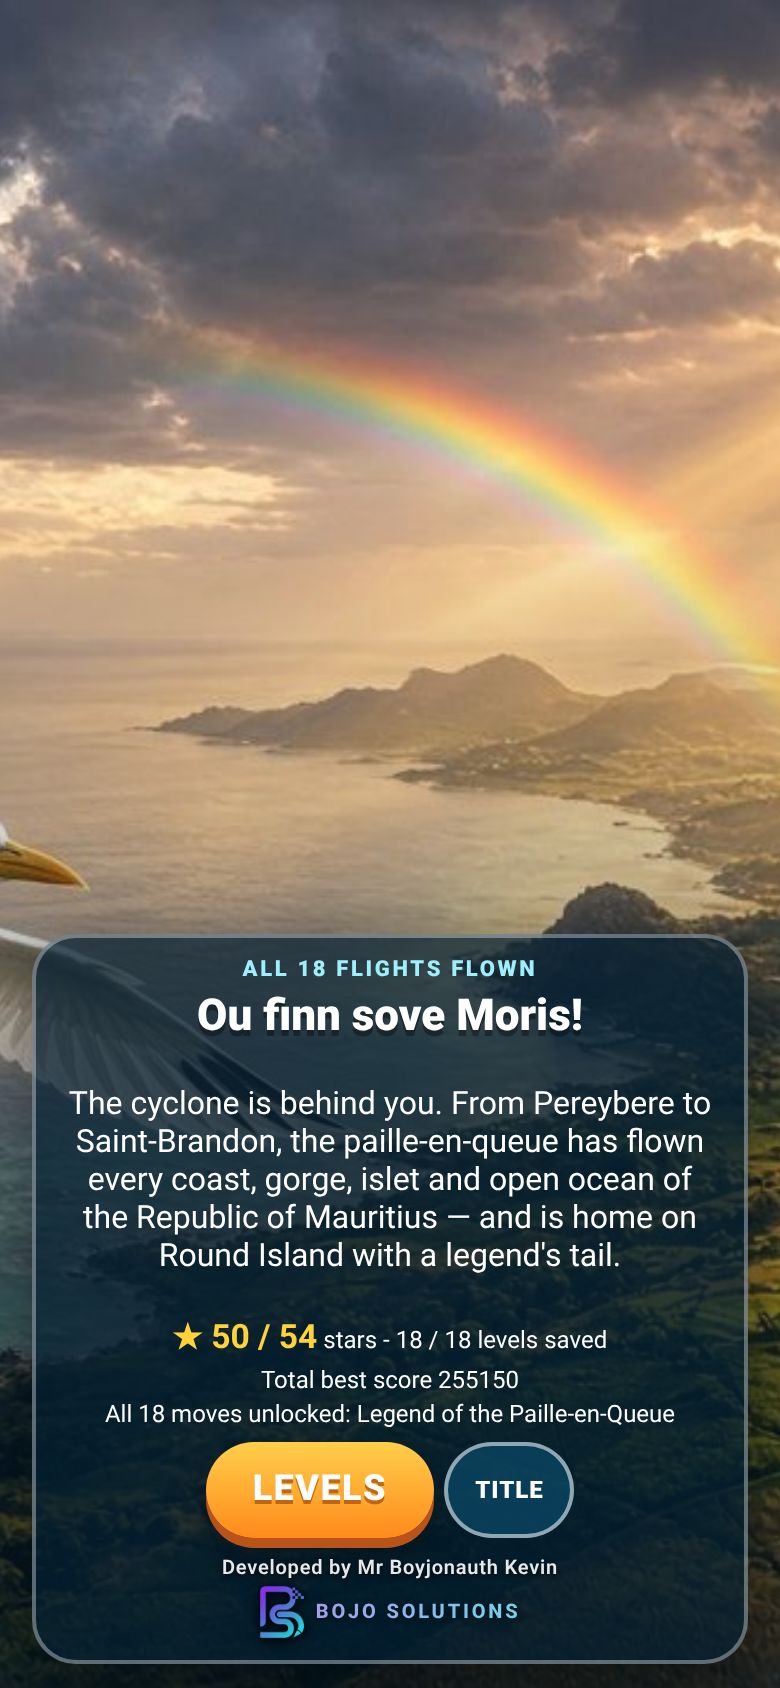 ALL 18 FLIGHTS FLOWN
Ou finn sove Moris!
The cyclone is behind you. From Pereybere to
Saint-Brandon, the paille-en-queue has flown
every coast, gorge, islet and open ocean of
the Republic of Mauritius — and is home on
Round Island with a legend's tail.
★ 50 / 54 stars - 18 / 18 levels saved
Total best score 255150
All 18 moves unlocked: Legend of the Paille-en-Queue
LEVELS
TITLE
Developed by Mr Boyjonauth Kevin
BOJO SOLUTIONS